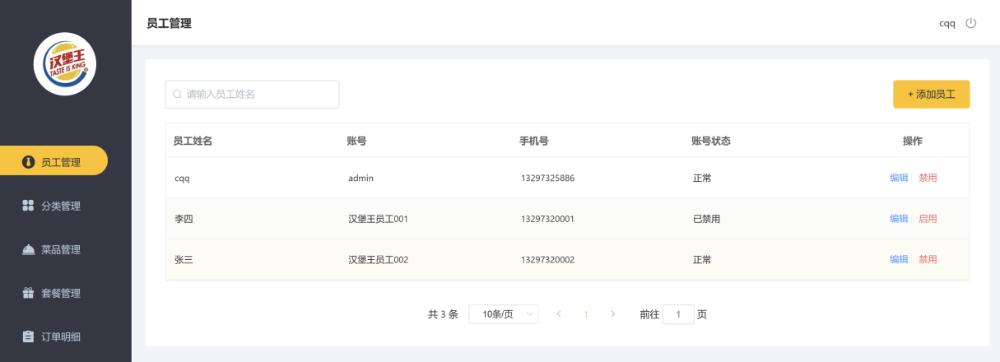 汉堡王
TASTE IS KING
®
员工管理
分类管理
菜品管理
套餐管理
订单明细
员工管理
cqq
请输入员工姓名
+ 添加员工
员工姓名 账号 手机号 账号状态 操作
cqq admin 13297325886 正常 编辑 禁用
李四 汉堡王员工001 13297320001 已禁用 编辑 启用
张三 汉堡王员工002 13297320002 正常 编辑 禁用
共 3 条 10条/页 < 1 > 前往 1 页